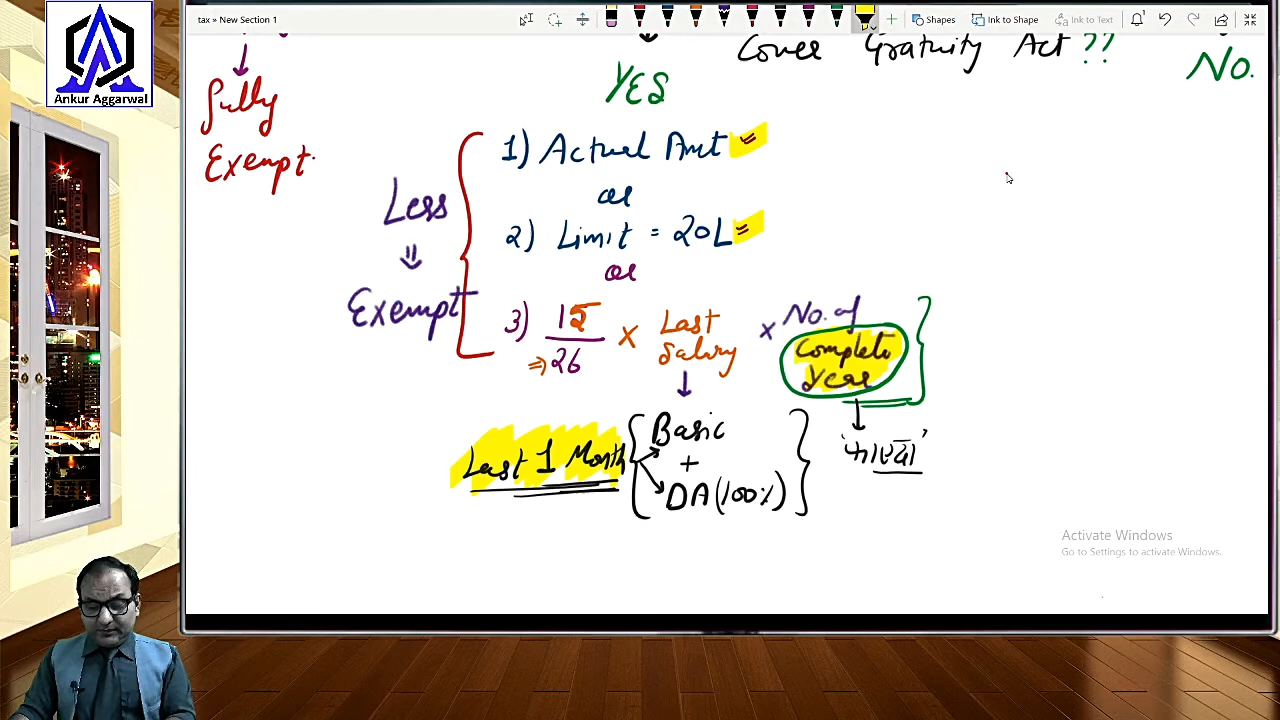 tax » New Section 1
Shapes
Ink to Shape
Ink to Text
Ankur Aggarwal
Cover Gratuity Act ??
YES
No.
fully
Exempt.
Less
Exempt
1) Actual Amt
or
2) Limit = 20L
or
3) 15/26 × Last Salary × No. of Complete Year
Last 1 Month
Basic
+
DA (100%)
'फायदा'
Activate Windows
Go to Settings to activate Windows.